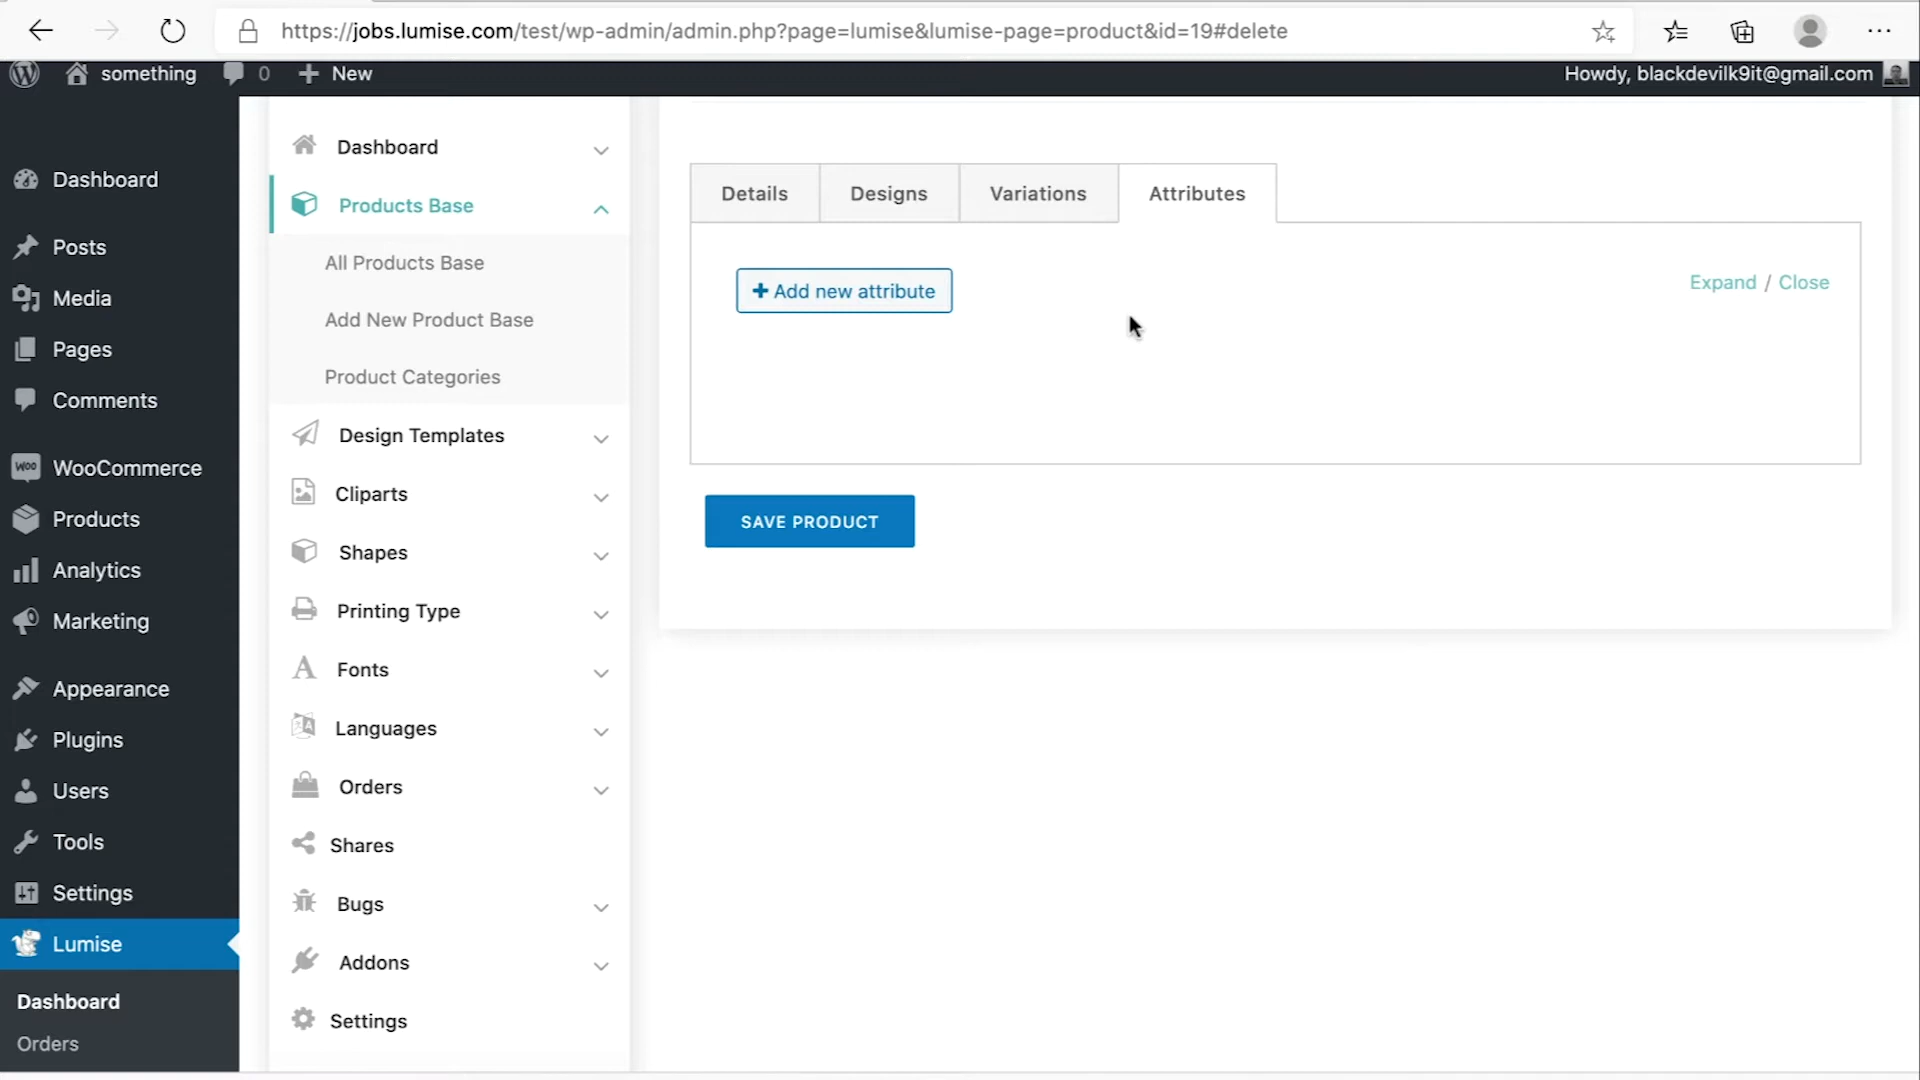 https://jobs.lumise.com/test/wp-admin/admin.php?page=lumise&lumise-page=product&id=19#delete
something 0 New
Howdy, blackdevilk9it@gmail.com
Dashboard
Posts
Media
Pages
Comments
WooCommerce
Products
Analytics
Marketing
Appearance
Plugins
Users
Tools
Settings
Lumise
Dashboard
Orders
Dashboard
Products Base
All Products Base
Add New Product Base
Product Categories
Design Templates
Cliparts
Shapes
Printing Type
Fonts
Languages
Orders
Shares
Bugs
Addons
Settings
Details Designs Variations Attributes
Add new attribute
Expand / Close
SAVE PRODUCT